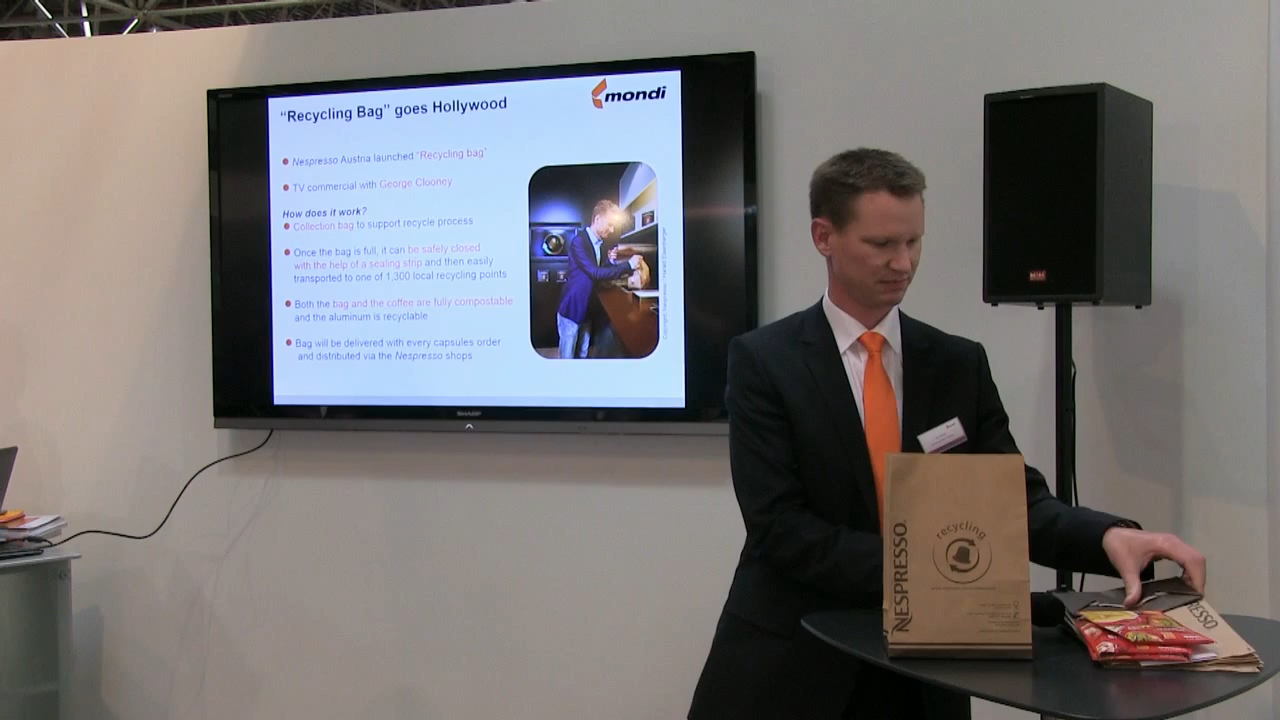 "Recycling Bag" goes Hollywood
mondi
Nespresso Austria launched "Recycling bag"
TV commercial with George Clooney
How does it work?
Collection bag to support recycle process
Once the bag is full, it can be safely closed
with the help of a sealing strip and then easily
transported to one of 1,300 local recycling points
Both the bag and the coffee are fully compostable
and the aluminum is recyclable
Bag will be delivered with every capsules order
and distributed via the Nespresso shops
SHARP
recycling
NESPRESSO